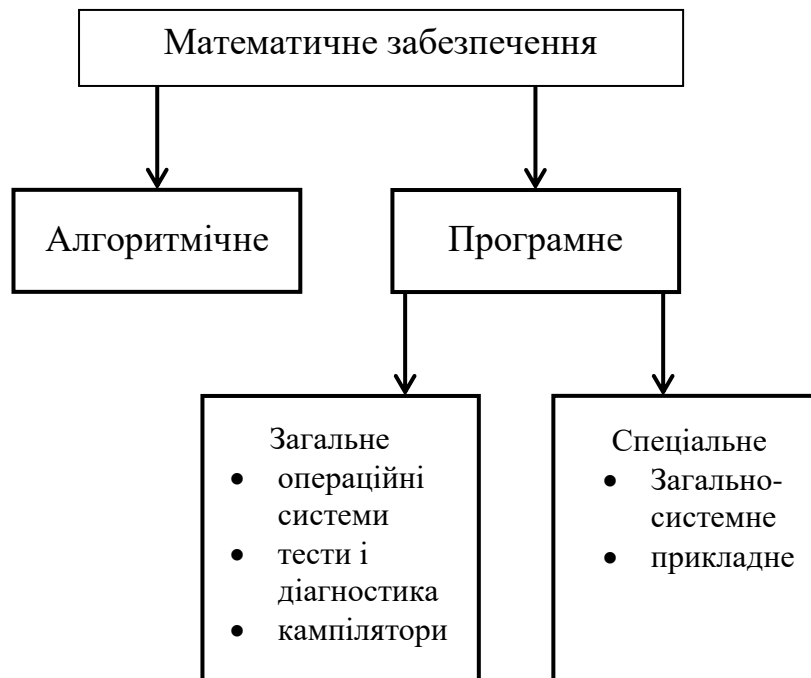 Математичне забезпечення
Алгоритмічне
Програмне
Загальне
• операційні
системи
• тести і
діагностика
• кампілятори
Спеціальне
• Загально-
системне
• прикладне